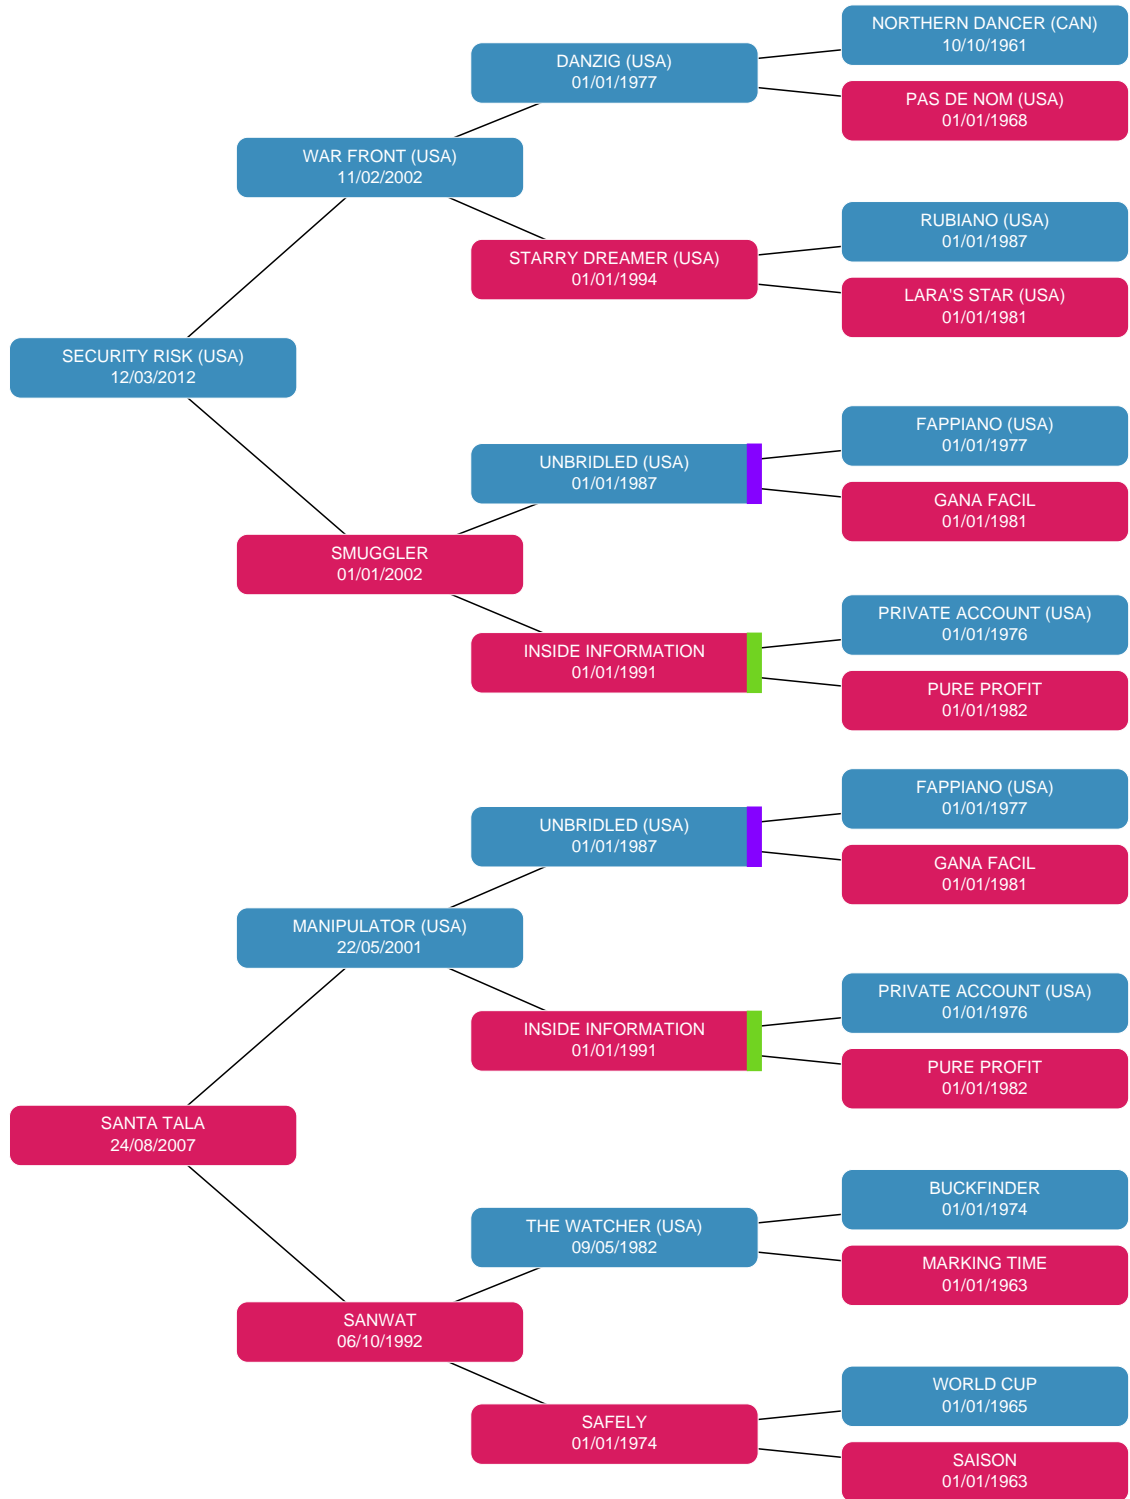 NORTHERN DANCER (CAN)
10/10/1961
DANZIG (USA)
01/01/1977
PAS DE NOM (USA)
01/01/1968
WAR FRONT (USA)
11/02/2002
RUBIANO (USA)
01/01/1987
STARRY DREAMER (USA)
01/01/1994
LARA'S STAR (USA)
01/01/1981
SECURITY RISK (USA)
12/03/2012
FAPPIANO (USA)
01/01/1977
UNBRIDLED (USA)
01/01/1987
GANA FACIL
01/01/1981
SMUGGLER
01/01/2002
PRIVATE ACCOUNT (USA)
01/01/1976
INSIDE INFORMATION
01/01/1991
PURE PROFIT
01/01/1982
FAPPIANO (USA)
01/01/1977
UNBRIDLED (USA)
01/01/1987
GANA FACIL
01/01/1981
MANIPULATOR (USA)
22/05/2001
PRIVATE ACCOUNT (USA)
01/01/1976
INSIDE INFORMATION
01/01/1991
PURE PROFIT
01/01/1982
SANTA TALA
24/08/2007
BUCKFINDER
01/01/1974
THE WATCHER (USA)
09/05/1982
MARKING TIME
01/01/1963
SANWAT
06/10/1992
WORLD CUP
01/01/1965
SAFELY
01/01/1974
SAISON
01/01/1963